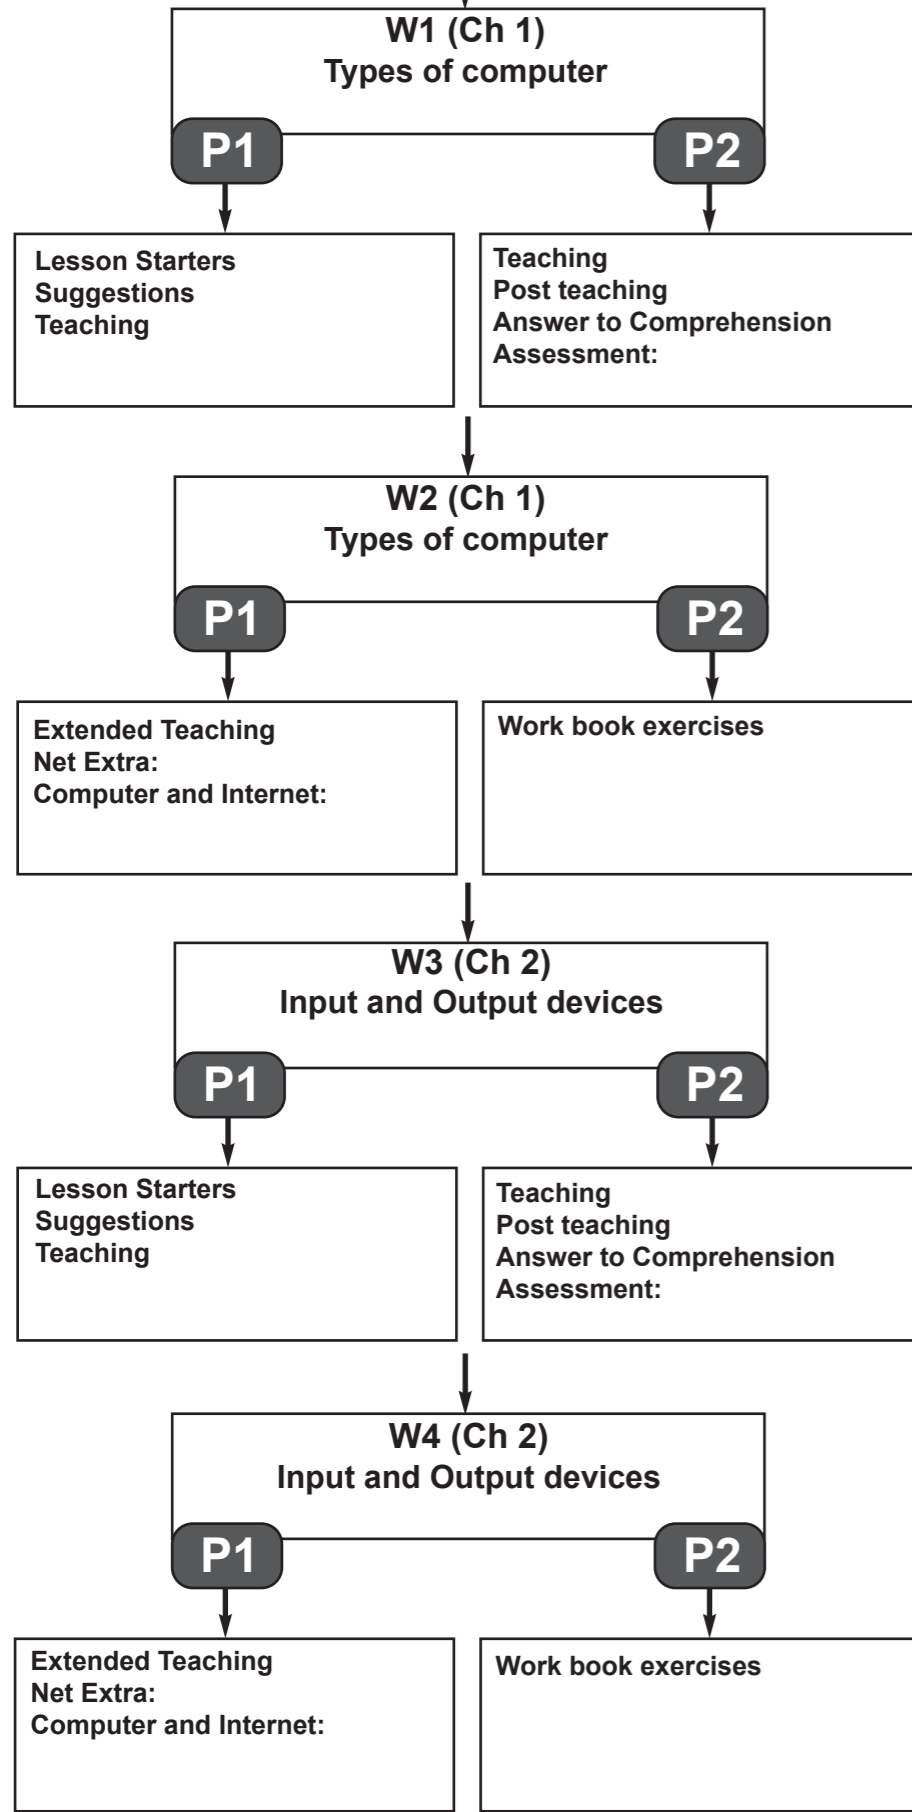 W1 (Ch 1)
Types of computer
P1
P2
Lesson Starters
Suggestions
Teaching
Teaching
Post teaching
Answer to Comprehension
Assessment:
W2 (Ch 1)
Types of computer
P1
P2
Extended Teaching
Net Extra:
Computer and Internet:
Work book exercises
W3 (Ch 2)
Input and Output devices
P1
P2
Lesson Starters
Suggestions
Teaching
Teaching
Post teaching
Answer to Comprehension
Assessment:
W4 (Ch 2)
Input and Output devices
P1
P2
Extended Teaching
Net Extra:
Computer and Internet:
Work book exercises